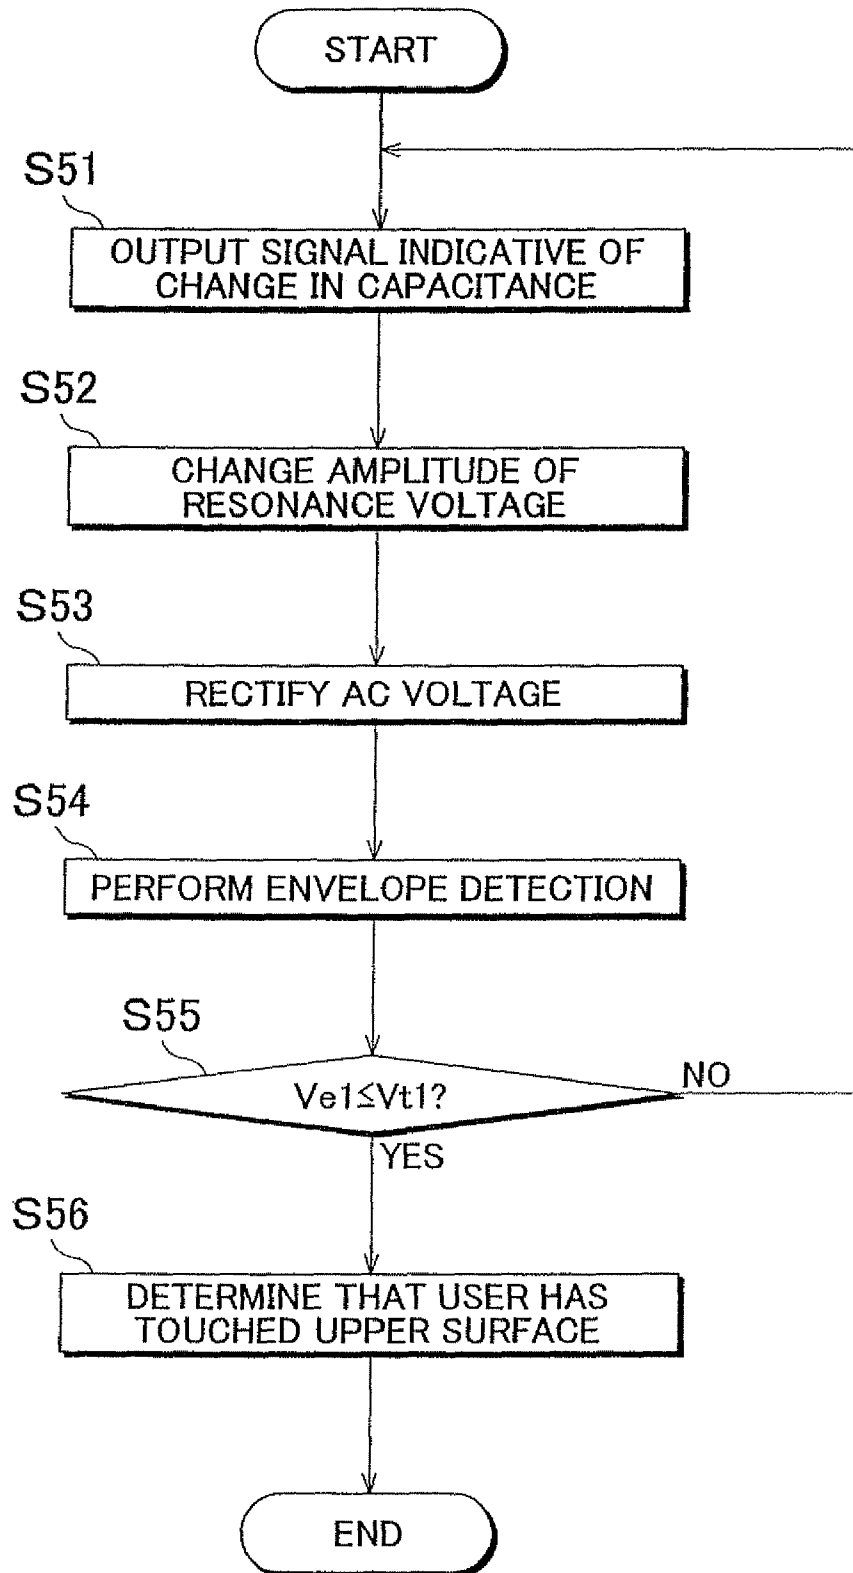 START
S51
OUTPUT SIGNAL INDICATIVE OF
CHANGE IN CAPACITANCE
S52
CHANGE AMPLITUDE OF
RESONANCE VOLTAGE
S53
RECTIFY AC VOLTAGE
S54
PERFORM ENVELOPE DETECTION
S55
Ve1≤Vt1?
NO
YES
S56
DETERMINE THAT USER HAS
TOUCHED UPPER SURFACE
END